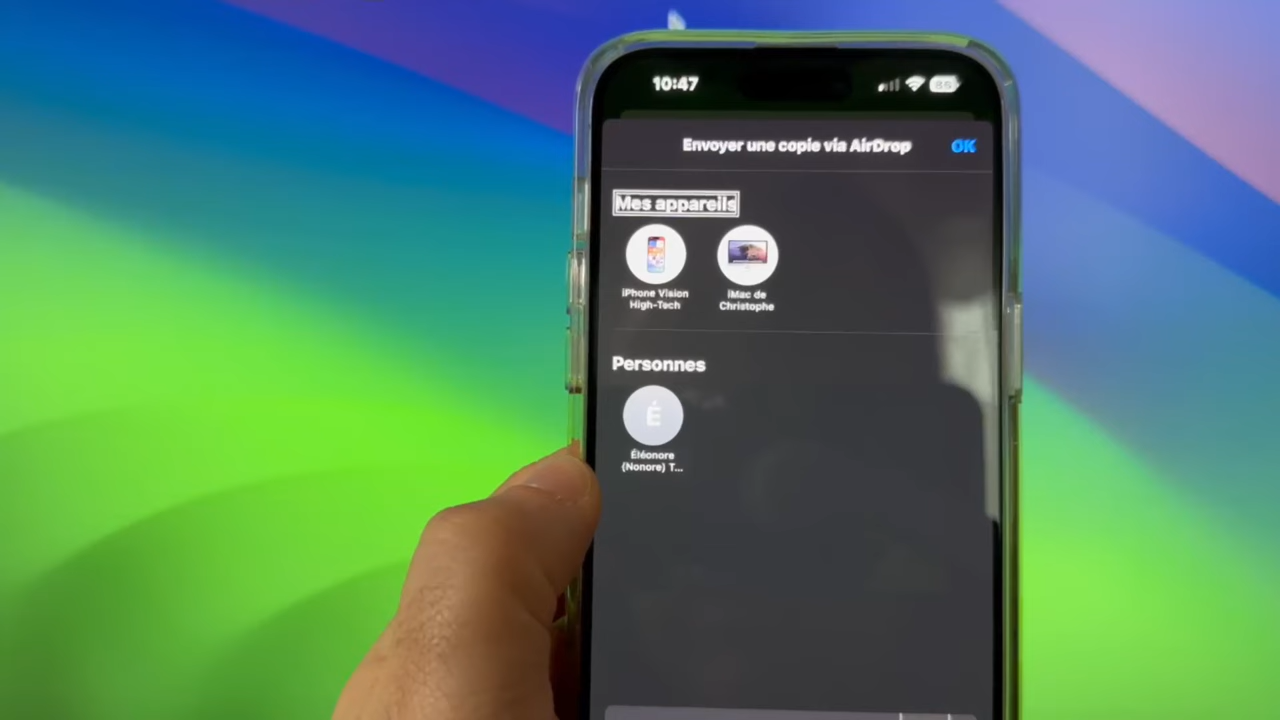 10:47
86
Envoyer une copie via AirDrop
OK
Mes appareils
iPhone Vision
High-Tech
iMac de
Christophe
Personnes
É
Éléonore
(Nonore) T...